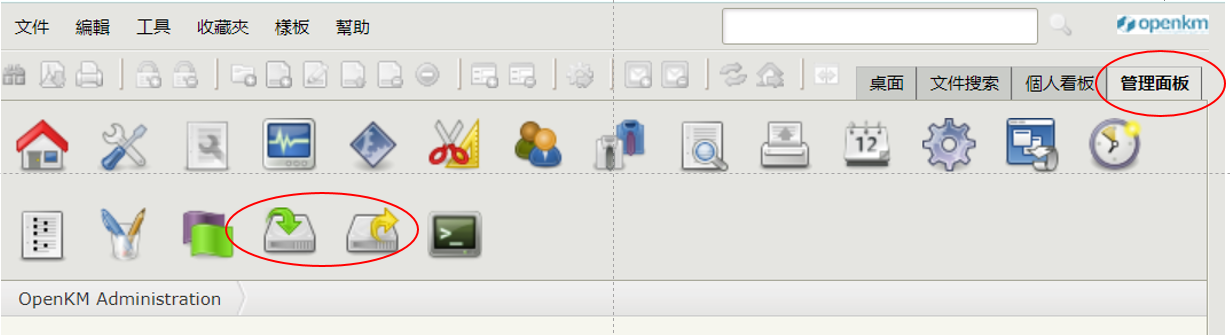 文件 編輯 工具 收藏夾 樣板 幫助
openkm
桌面 文件搜索 個人看板 管理面板
12
>_
OpenKM Administration